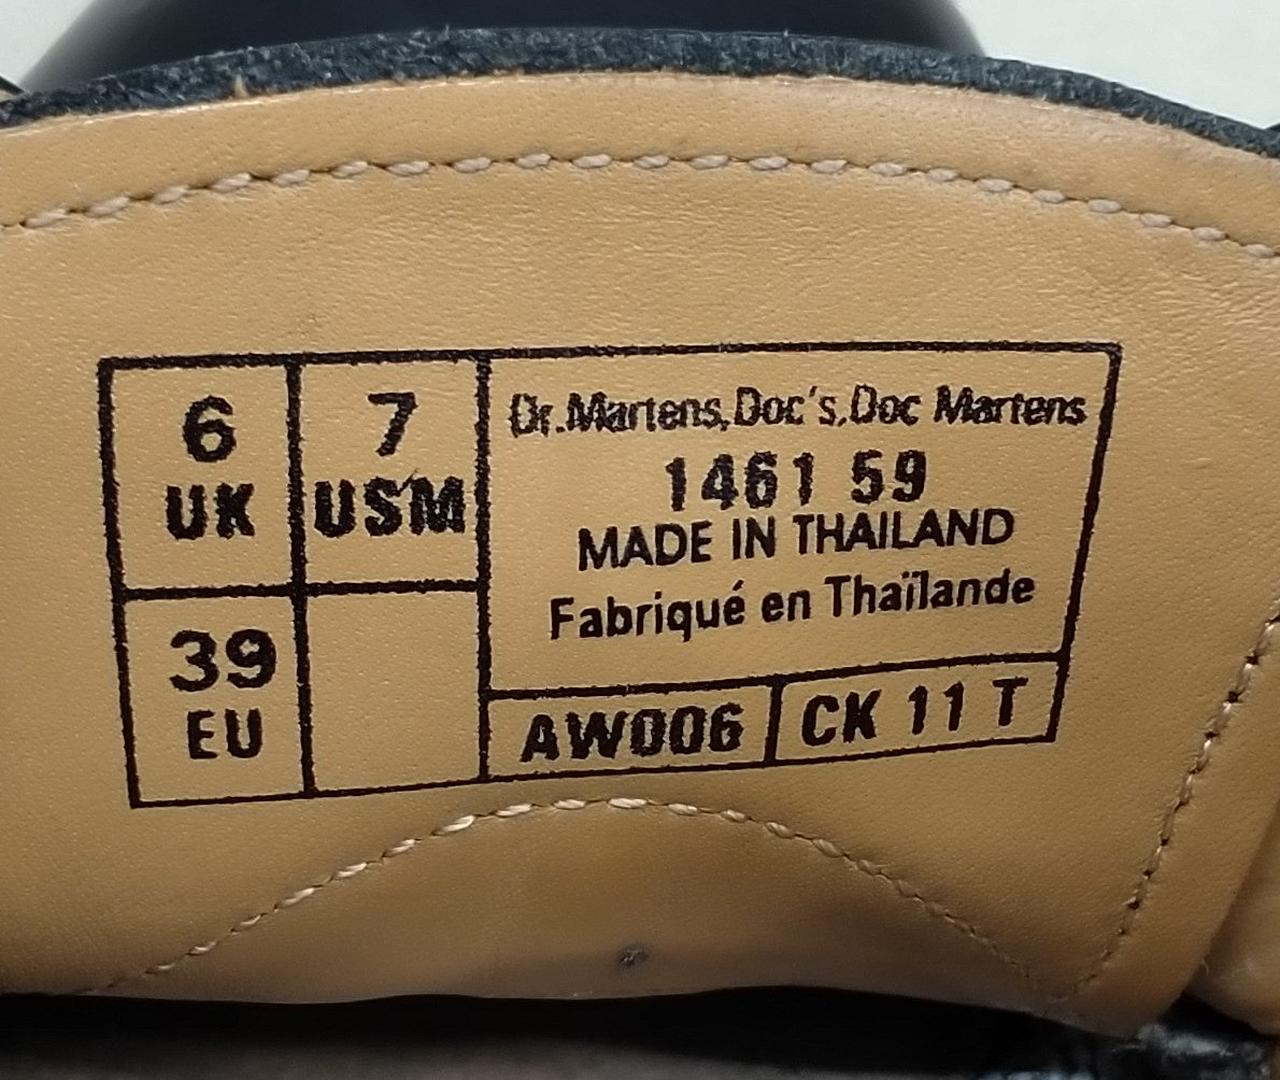 6
UK
7
USM
39
EU
Dr.Martens,Doc's,Doc Martens
1461 59
MADE IN THAILAND
Fabriqué en Thaïlande
AW006
CK 11 T